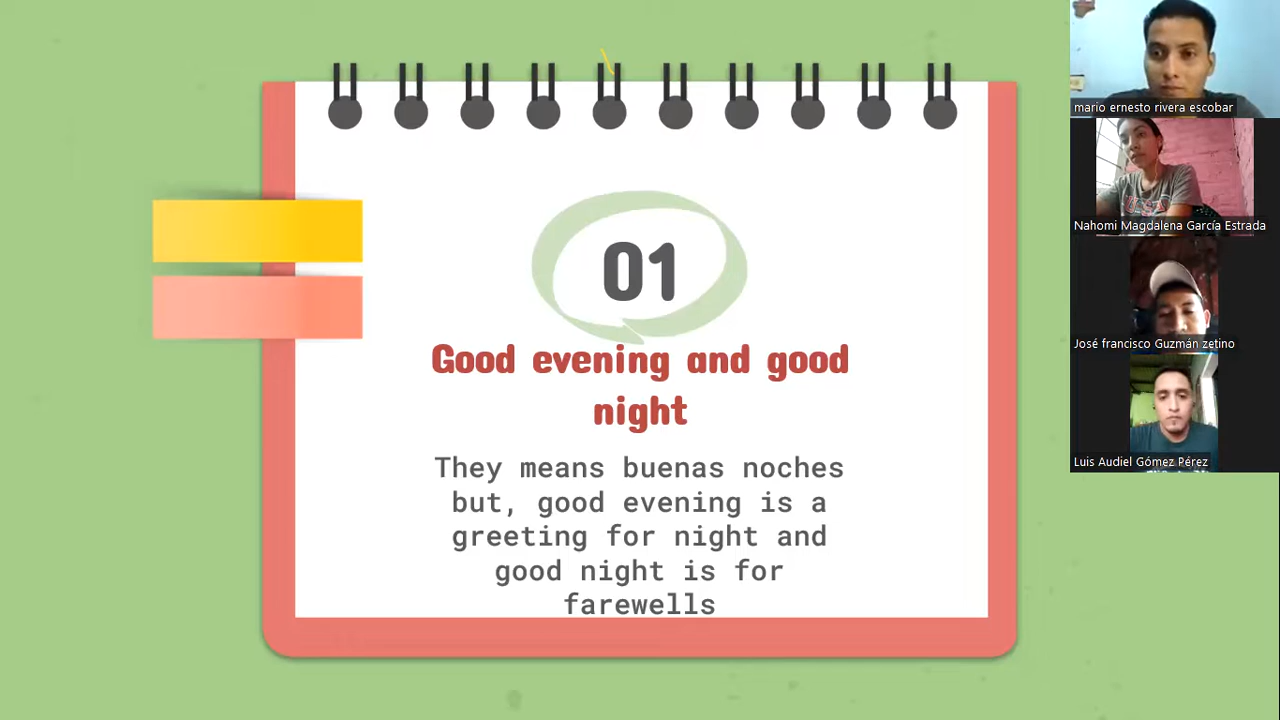 01
Good evening and good
night
They means buenas noches
but, good evening is a
greeting for night and
good night is for
farewells
mario ernesto rivera escobar
Nahomi Magdalena García Estrada
José francisco Guzmán zetino
Luis Audiel Gómez Pérez